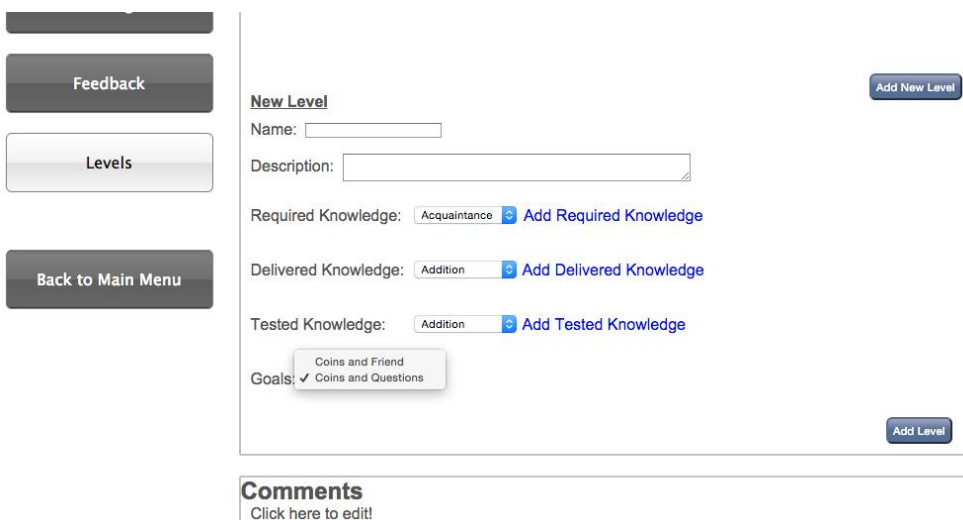 Feedback
Levels
Back to Main Menu
Add New Level
New Level
Name:
Description:
Required Knowledge: Acquaintance Add Required Knowledge
Delivered Knowledge: Addition Add Delivered Knowledge
Tested Knowledge: Addition Add Tested Knowledge
Coins and Friend
Goals: ✓ Coins and Questions
Add Level
Comments
Click here to edit!